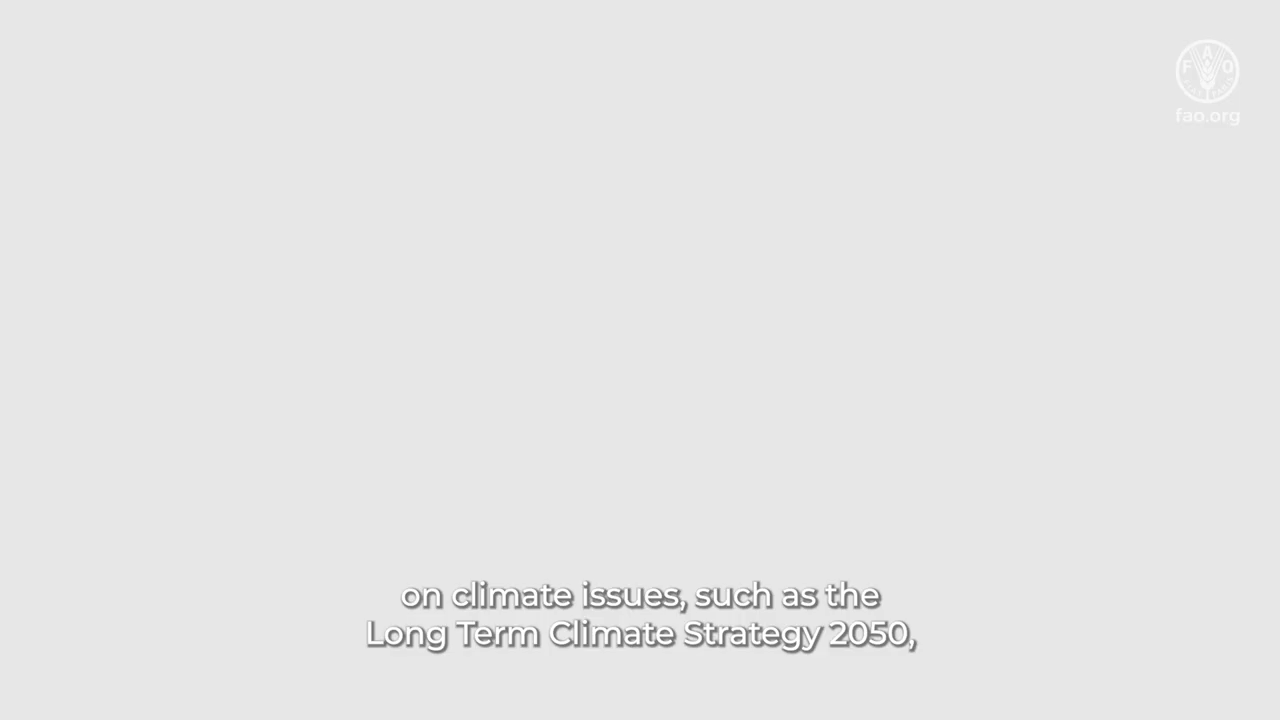 F A O
fao.org
on climate issues, such as the
Long Term Climate Strategy 2050,